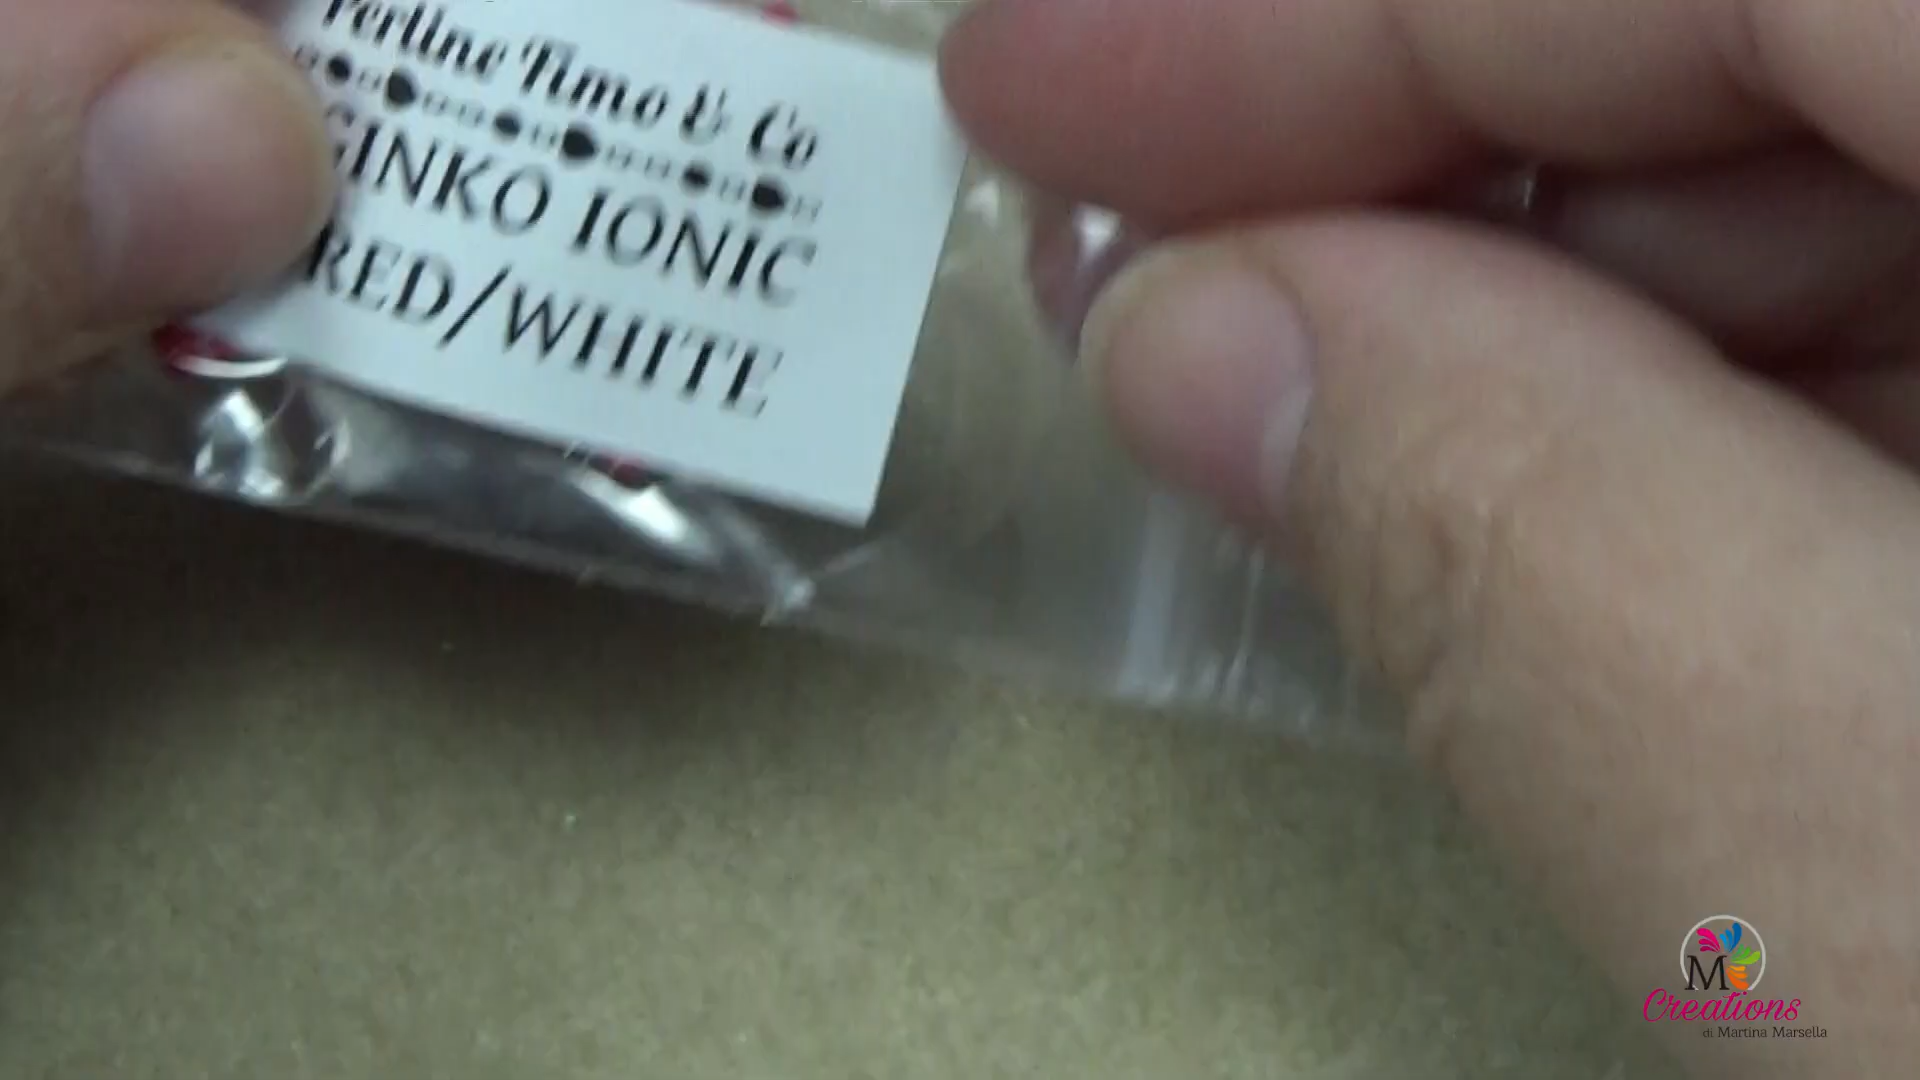 Perline Timo & Co
GINKO IONIC
RED/WHITE
M
Creations
di Martina Marsella